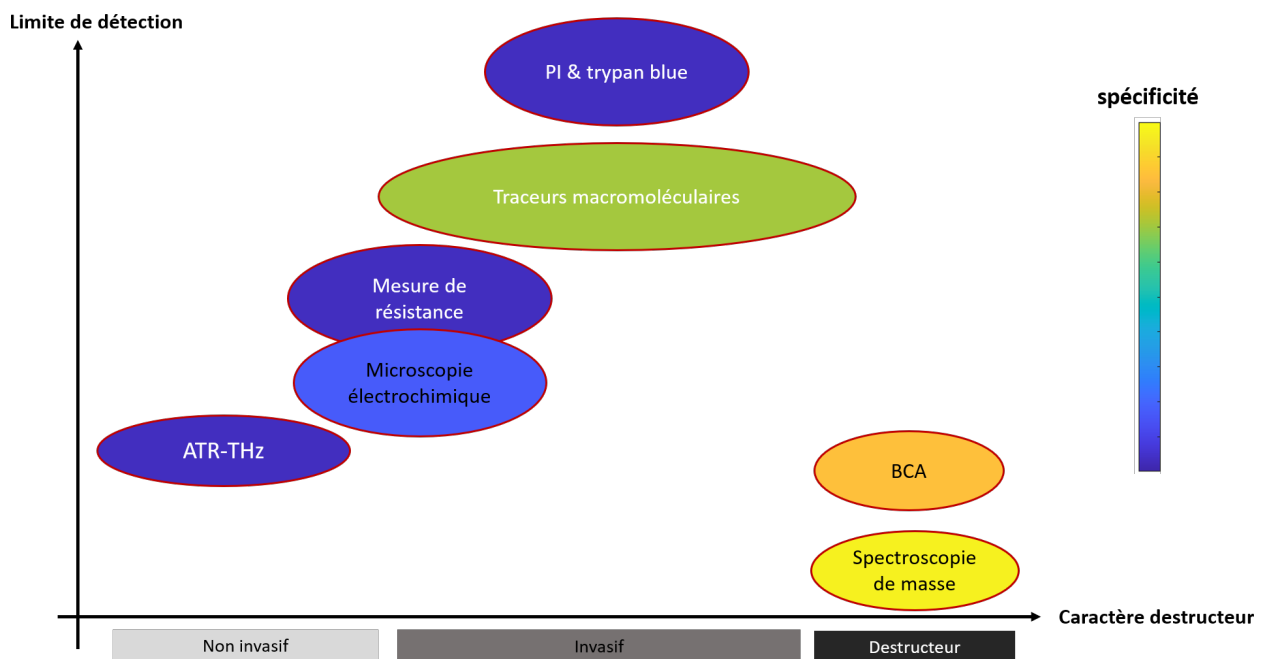 Limite de détection
PI & trypan blue
spécificité
Traceurs macromoléculaires
Mesure de
résistance
Microscopie
électrochimique
ATR-THz
BCA
Spectroscopie
de masse
Caractère destructeur
Non invasif
Invasif
Destructeur